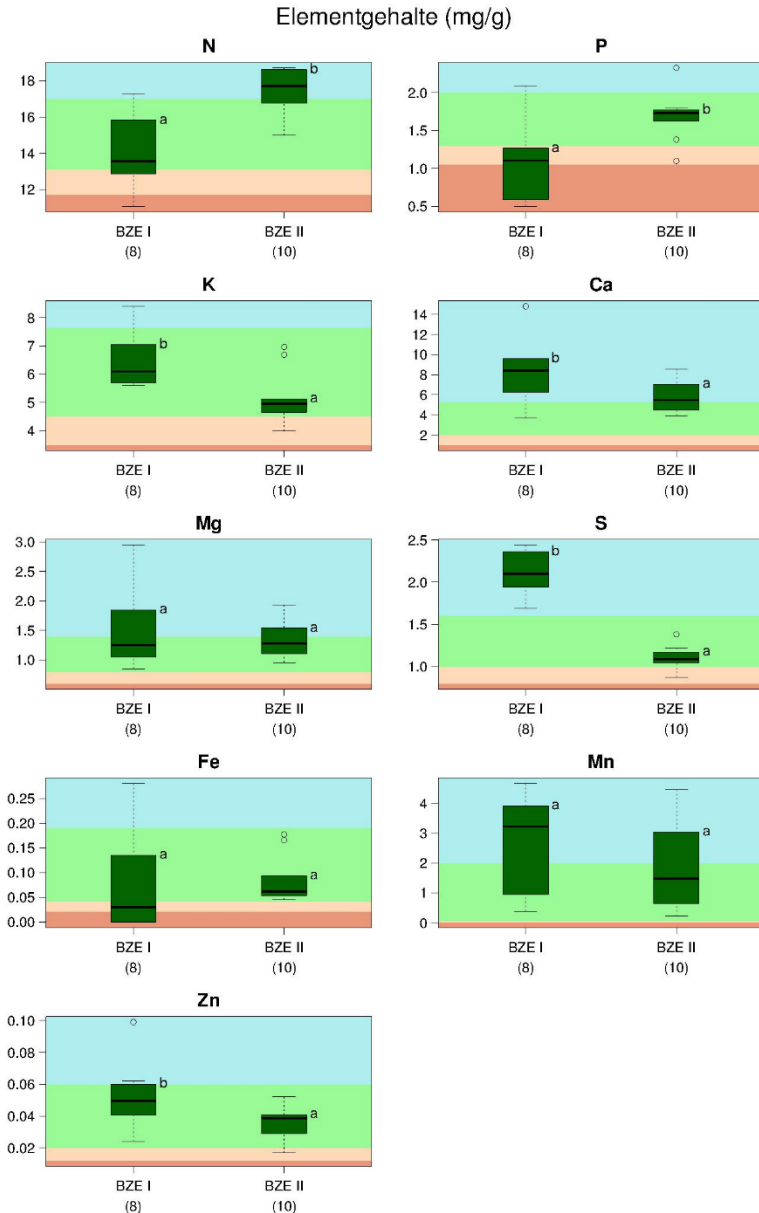 Elementgehalte (mg/g)
N
18
16
14
12
a
b
BZE I
BZE II
(8)
(10)
P
2.0
1.5
1.0
0.5
a
b
BZE I
BZE II
(8)
(10)
K
8
7
6
5
4
b
a
BZE I
BZE II
(8)
(10)
Ca
14
12
10
8
6
4
2
b
a
BZE I
BZE II
(8)
(10)
Mg
3.0
2.5
2.0
1.5
1.0
a
a
BZE I
BZE II
(8)
(10)
S
2.5
2.0
1.5
1.0
b
a
BZE I
BZE II
(8)
(10)
Fe
0.25
0.20
0.15
0.10
0.05
0.00
a
a
BZE I
BZE II
(8)
(10)
Mn
4
3
2
1
0
a
a
BZE I
BZE II
(8)
(10)
Zn
0.10
0.08
0.06
0.04
0.02
b
a
BZE I
BZE II
(8)
(10)